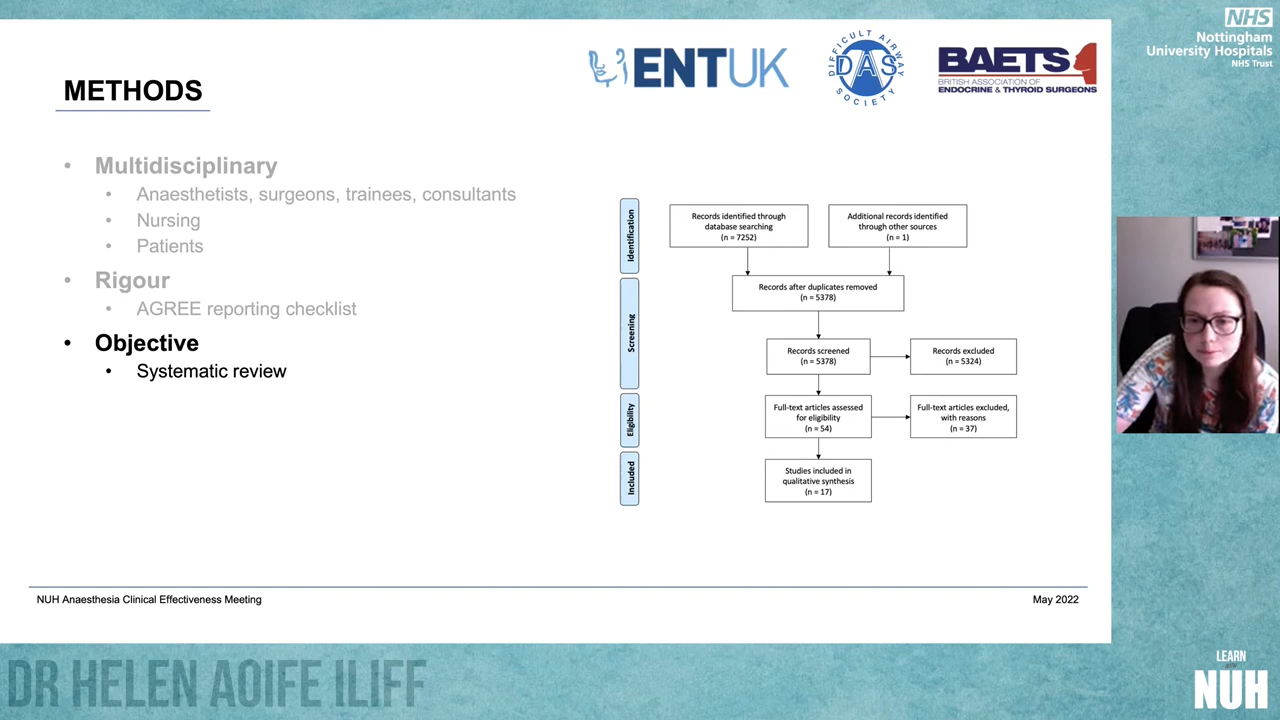 METHODS
ENTUK
DIFFICULT AIRWAY
DAS
SOCIETY
BAETS
BRITISH ASSOCIATION OF
ENDOCRINE & THYROID SURGEONS
NHS
Nottingham
University Hospitals
NHS Trust
• Multidisciplinary
• Anaesthetists, surgeons, trainees, consultants
• Nursing
• Patients
• Rigour
• AGREE reporting checklist
• Objective
• Systematic review
Identification
Records identified through
database searching
(n = 7252)
Additional records identified
through other sources
(n = 1)
Screening
Records after duplicates removed
(n = 5378)
Records screened
(n = 5378)
Records excluded
(n = 5324)
Eligibility
Full-text articles assessed
for eligibility
(n = 54)
Full-text articles excluded,
with reasons
(n = 37)
Included
Studies included in
qualitative synthesis
(n = 17)
NUH Anaesthesia Clinical Effectiveness Meeting
May 2022
DR HELEN AOIFE ILIFF
LEARN
NUH